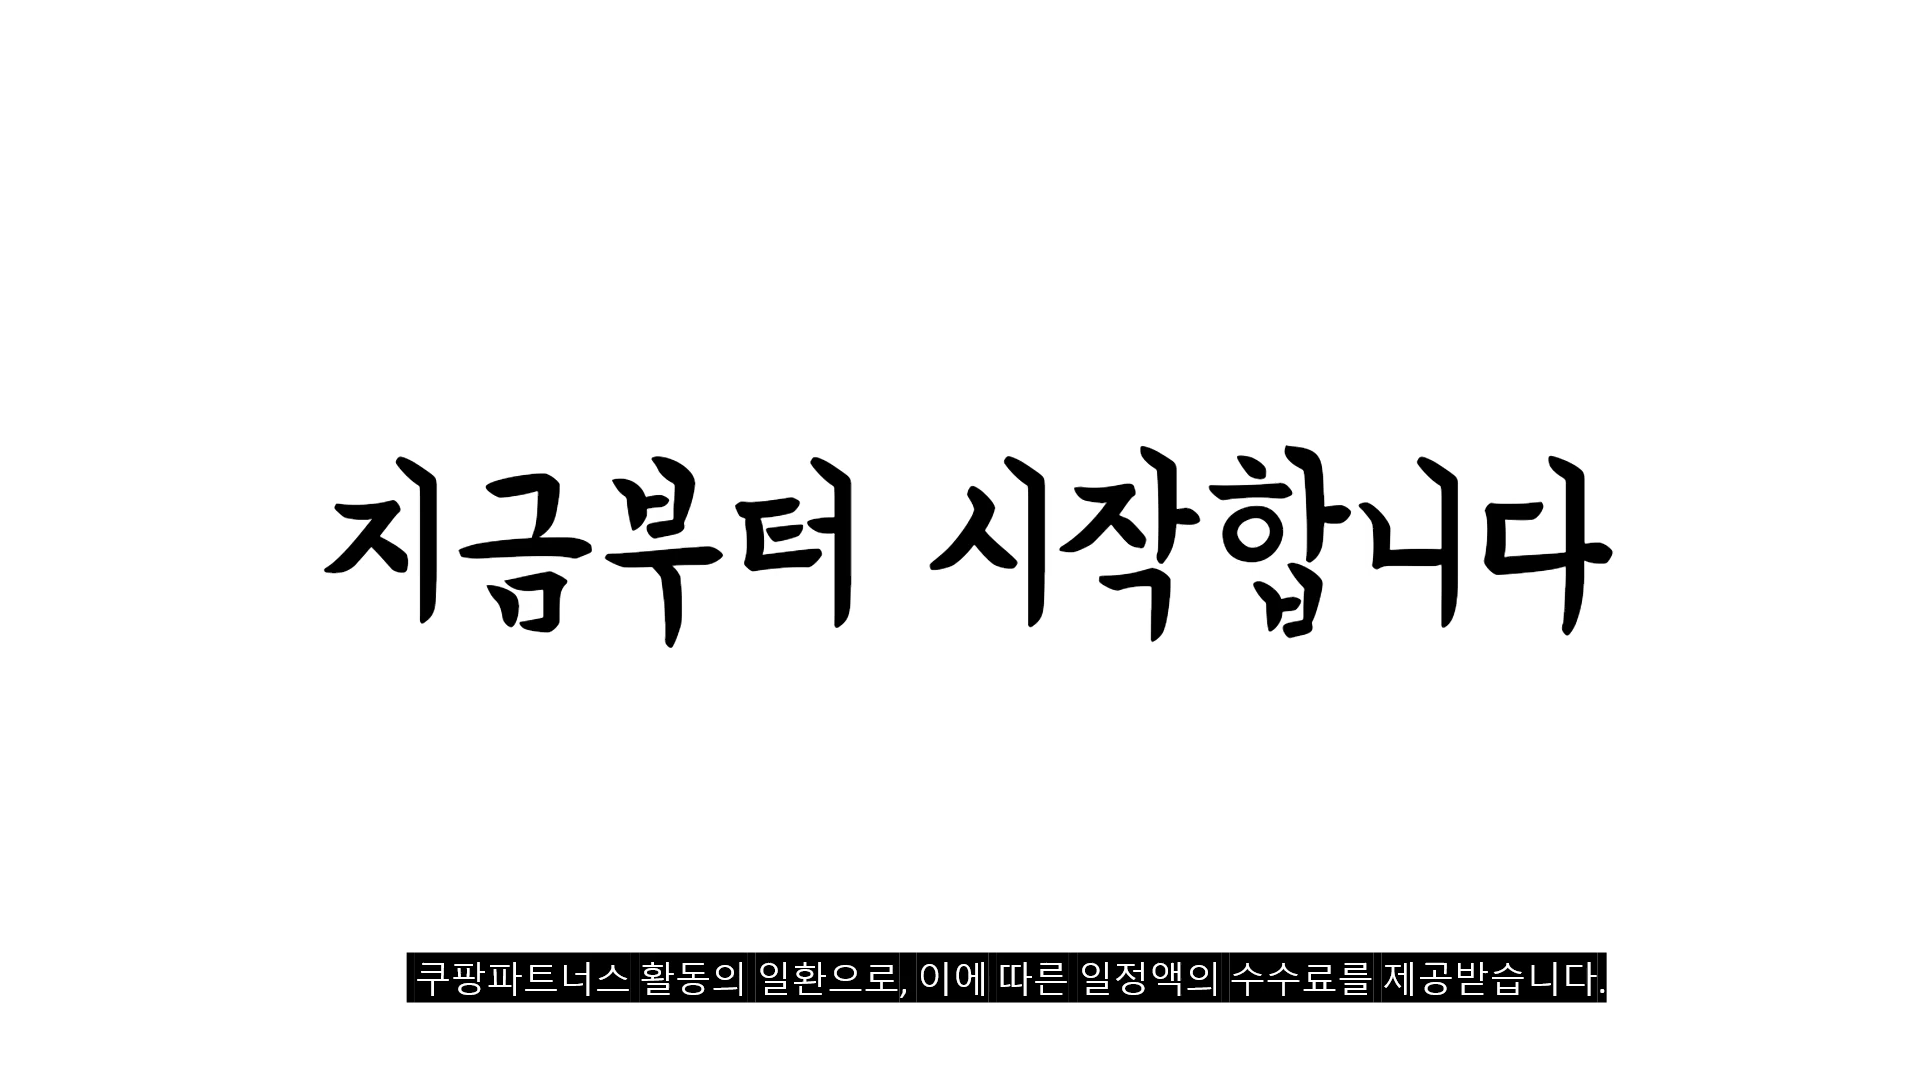 지금부터 시작합니다
쿠팡파트너스 활동의 일환으로, 이에 따른 일정액의 수수료를 제공받습니다.